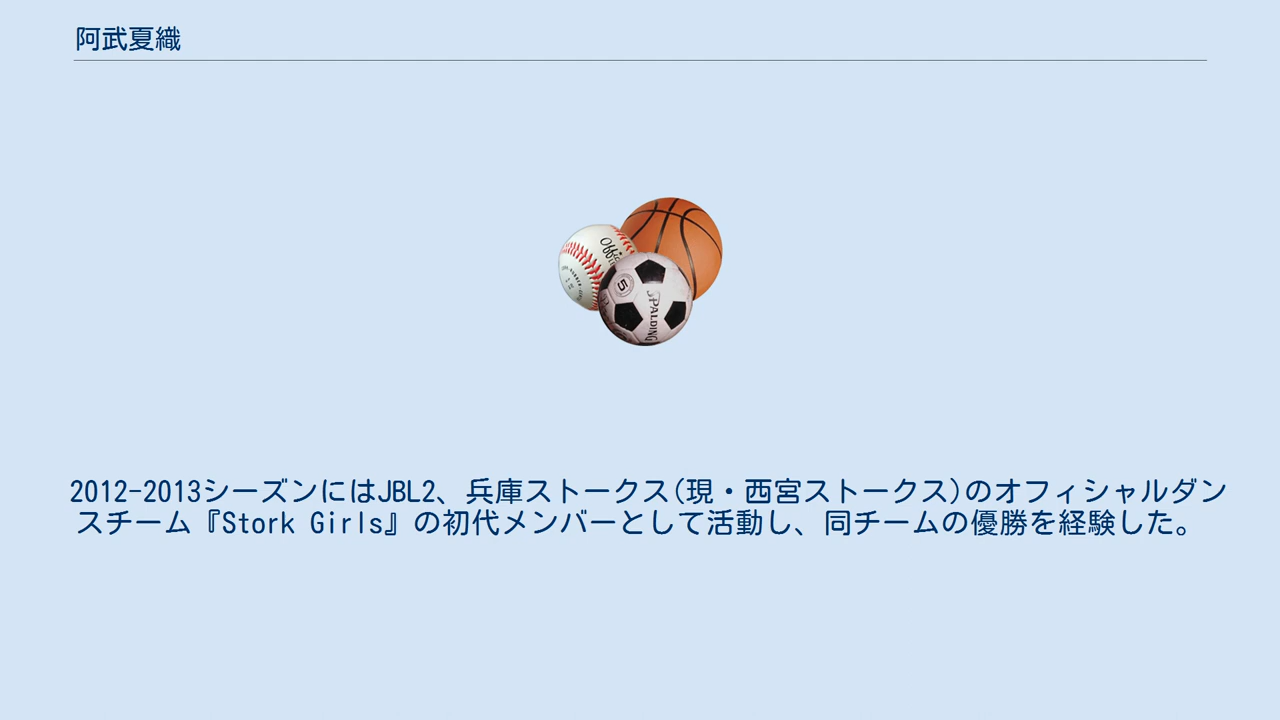 阿武夏織
Offici
5
SPALDING
2012-2013シーズンにはJBL2、兵庫ストークス(現・西宮ストークス)のオフィシャルダン
スチーム『Stork Girls』の初代メンバーとして活動し、同チームの優勝を経験した。